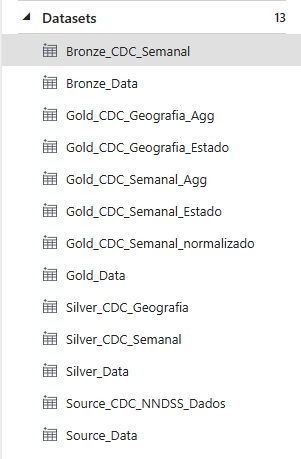 Datasets 13
Bronze_CDC_Semanal
Bronze_Data
Gold_CDC_Geografia_Agg
Gold_CDC_Geografia_Estado
Gold_CDC_Semanal_Agg
Gold_CDC_Semanal_Estado
Gold_CDC_Semanal_normalizado
Gold_Data
Silver_CDC_Geografia
Silver_CDC_Semanal
Silver_Data
Source_CDC_NNDSS_Dados
Source_Data